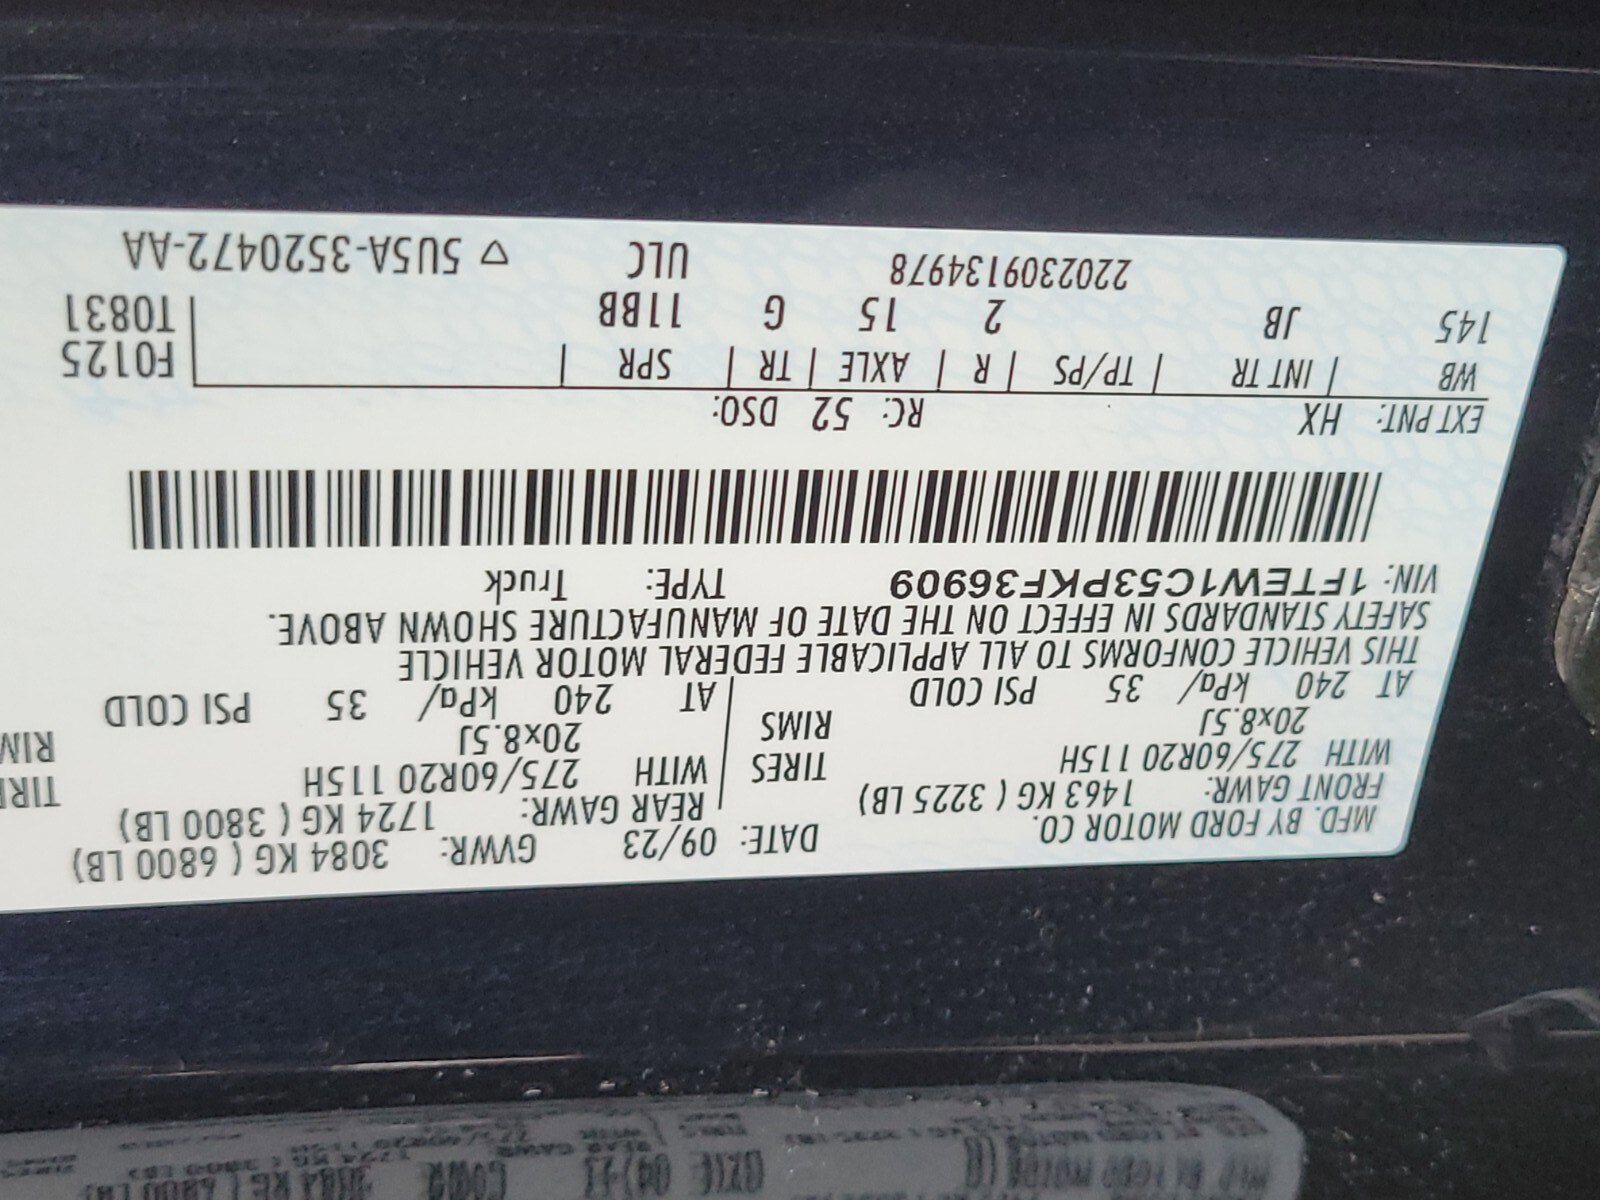 MFD. BY FORD MOTOR CO. DATE: 09/23 GVWR: 3084 KG ( 6800 LB)
FRONT GAWR: 1463 KG ( 3225 LB) REAR GAWR: 1724 KG ( 3800 LB)
WITH 275/60R20 115H TIRES WITH 275/60R20 115H TIRE
20x8.5J RIMS 20x8.5J RIM
AT 240 kPa/ 35 PSI COLD AT 240 kPa/ 35 PSI COLD
THIS VEHICLE CONFORMS TO ALL APPLICABLE FEDERAL MOTOR VEHICLE
SAFETY STANDARDS IN EFFECT ON THE DATE OF MANUFACTURE SHOWN ABOVE.
VIN: 1FTEW1C53PKF36909 TYPE: Truck
EXT PNT: HX RC: 52 DSO:
WB | INT TR | TP/PS | R | AXLE | TR | SPR | F0125
145 JB 2 15 G 11BB T0831
2202309134978 ULC ▽ 5U5A-3520472-AA